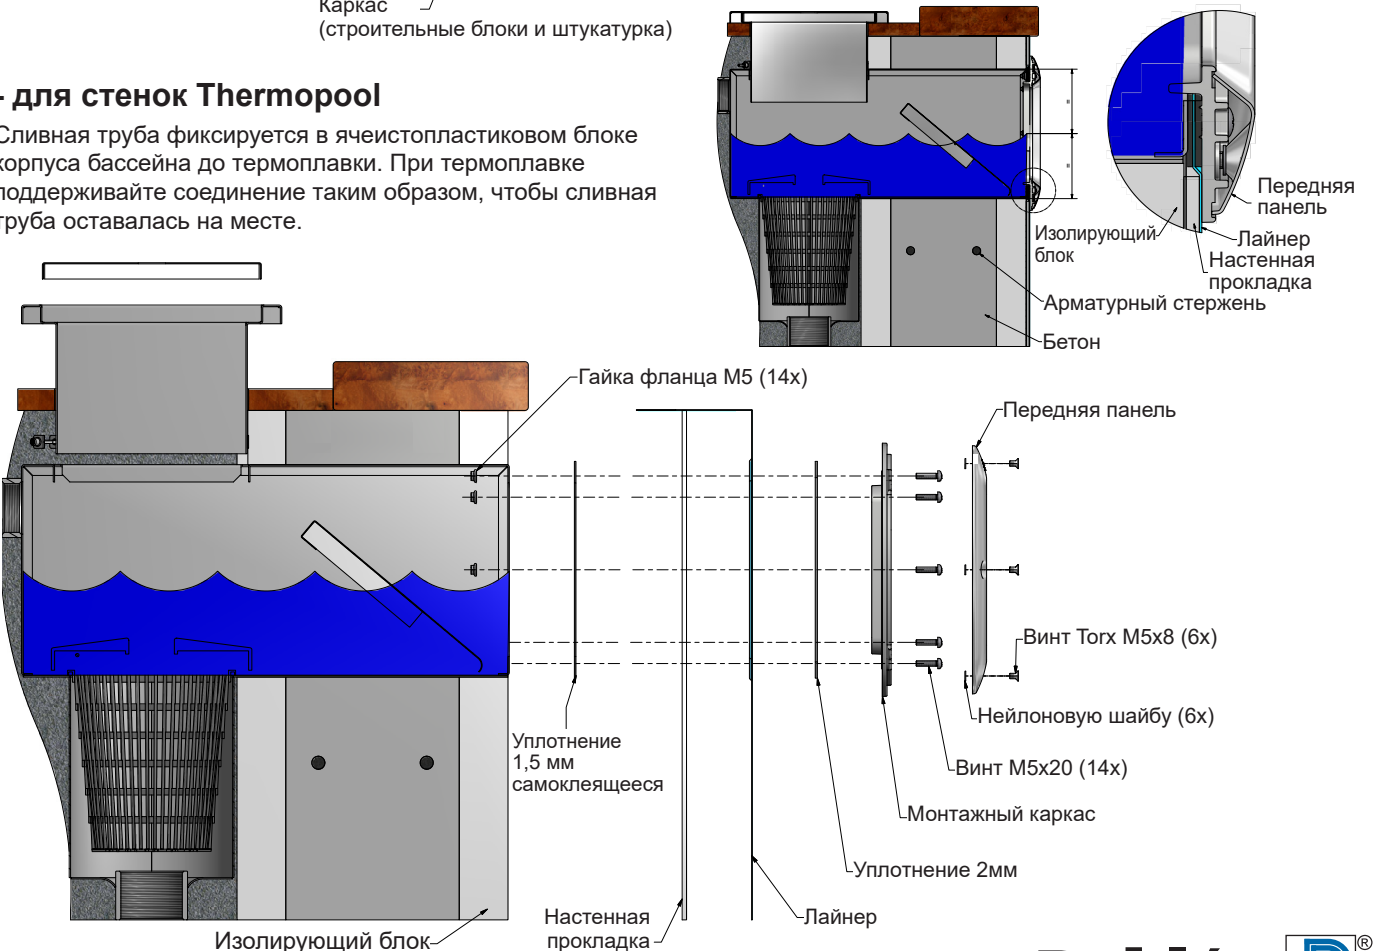 Каркас
(строительные блоки и штукатурка)
- для стенок Thermopool
Сливная труба фиксируется в ячеистопластиковом блоке
корпуса бассейна до термоплавки. При термоплавке
поддерживайте соединение таким образом, чтобы сливная
труба оставалась на месте.
Передняя
панель
Изолирующий
блок
Лайнер
Настенная
прокладка
Арматурный стержень
Бетон
Гайка фланца М5 (14x)
Передняя панель
Винт Torx M5x8 (6x)
Нейлоновую шайбу (6x)
Уплотнение
1,5 мм
самоклеящееся
Винт M5x20 (14x)
Монтажный каркас
Уплотнение 2мм
Настенная
прокладка
Лайнер
Изолирующий блок
®